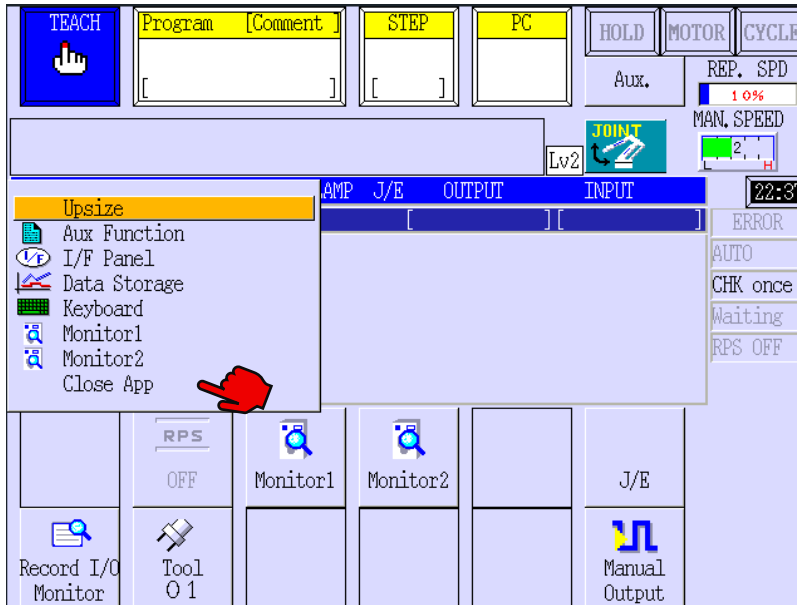 TEACH
Program [Comment ]
[ ]
STEP
[ ]
PC
HOLD
MOTOR
CYCLE
Aux.
REP. SPD
10%
MAN. SPEED
2
L H
JOINT
Lv2
AMP J/E OUTPUT INPUT
[ ] [ ]
22:37
Upsize
Aux Function
I/F I/F Panel
Data Storage
Keyboard
Monitor1
Monitor2
Close App
ERROR
AUTO
CHK once
Waiting
RPS OFF
RPS
OFF
Monitor1
Monitor2
J/E
Record I/O
Monitor
Tool
01
Manual
Output